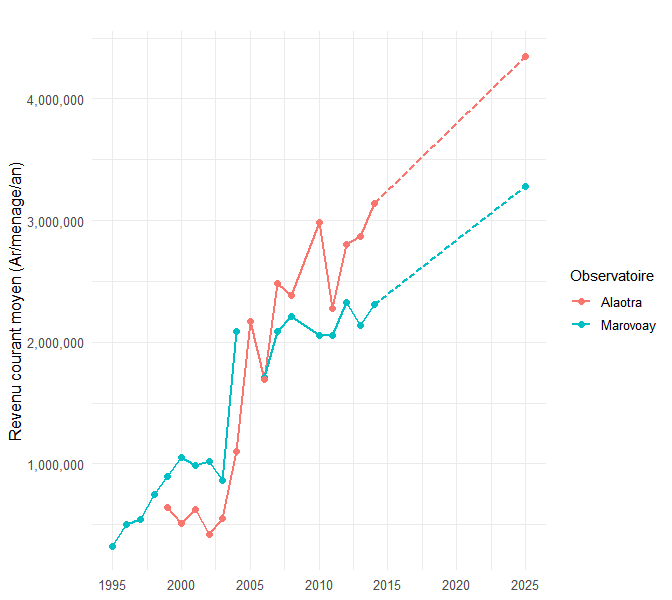 Revenu courant moyen (Ar/menage/an)
4,000,000
3,000,000
2,000,000
1,000,000
1995 2000 2005 2010 2015 2020 2025
Observatoire
Alaotra
Marovoay